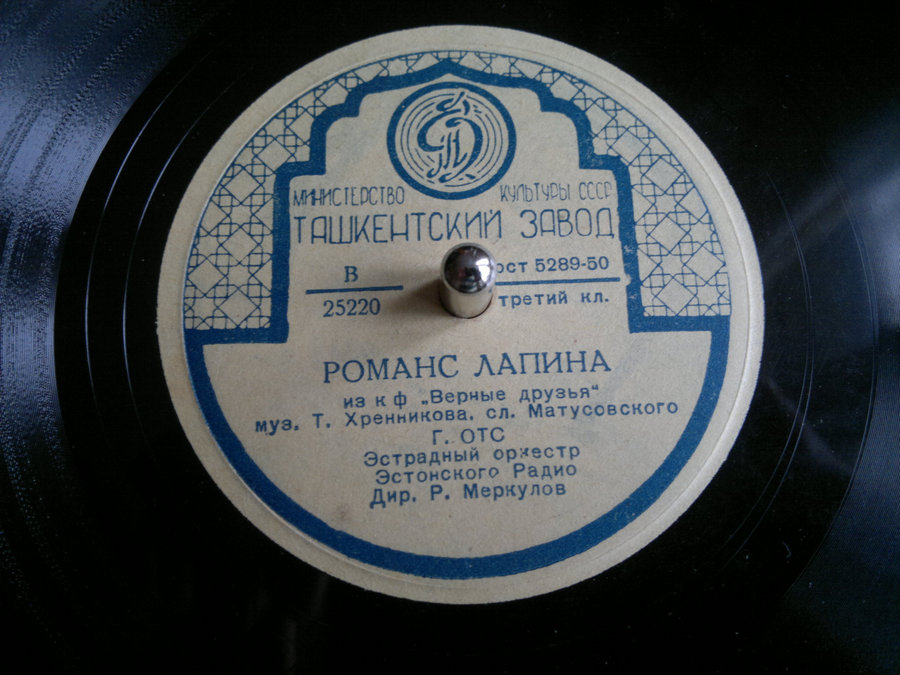 МИНИСТЕРСТВО КУЛЬТУРЫ СССР
ТАШКЕНТСКИЙ ЗАВОД
В
25220
ост 5289-50
третий кл.
РОМАНС ЛАПИНА
из к ф „Верные друзья“
муз. Т. Хренникова, сл. Матусовского
Г. ОТС
Эстрадный оркестр
Эстонского Радио
Дир. Р. Меркулов